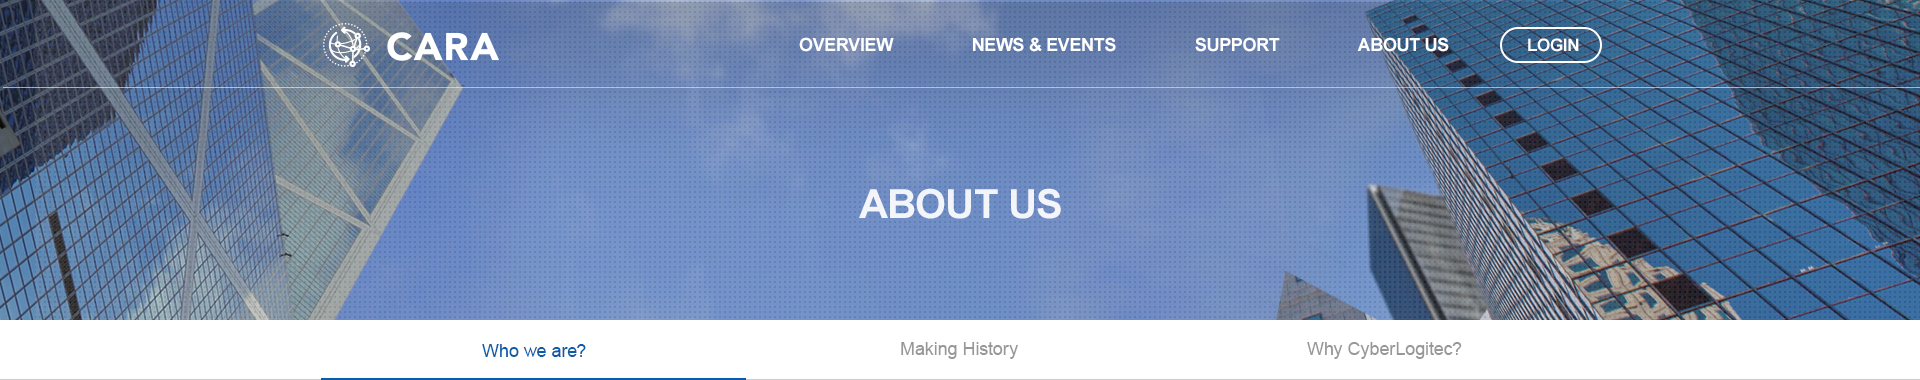 CARA
OVERVIEW
NEWS & EVENTS
SUPPORT
ABOUT US
LOGIN
ABOUT US
Who we are?
Making History
Why CyberLogitec?